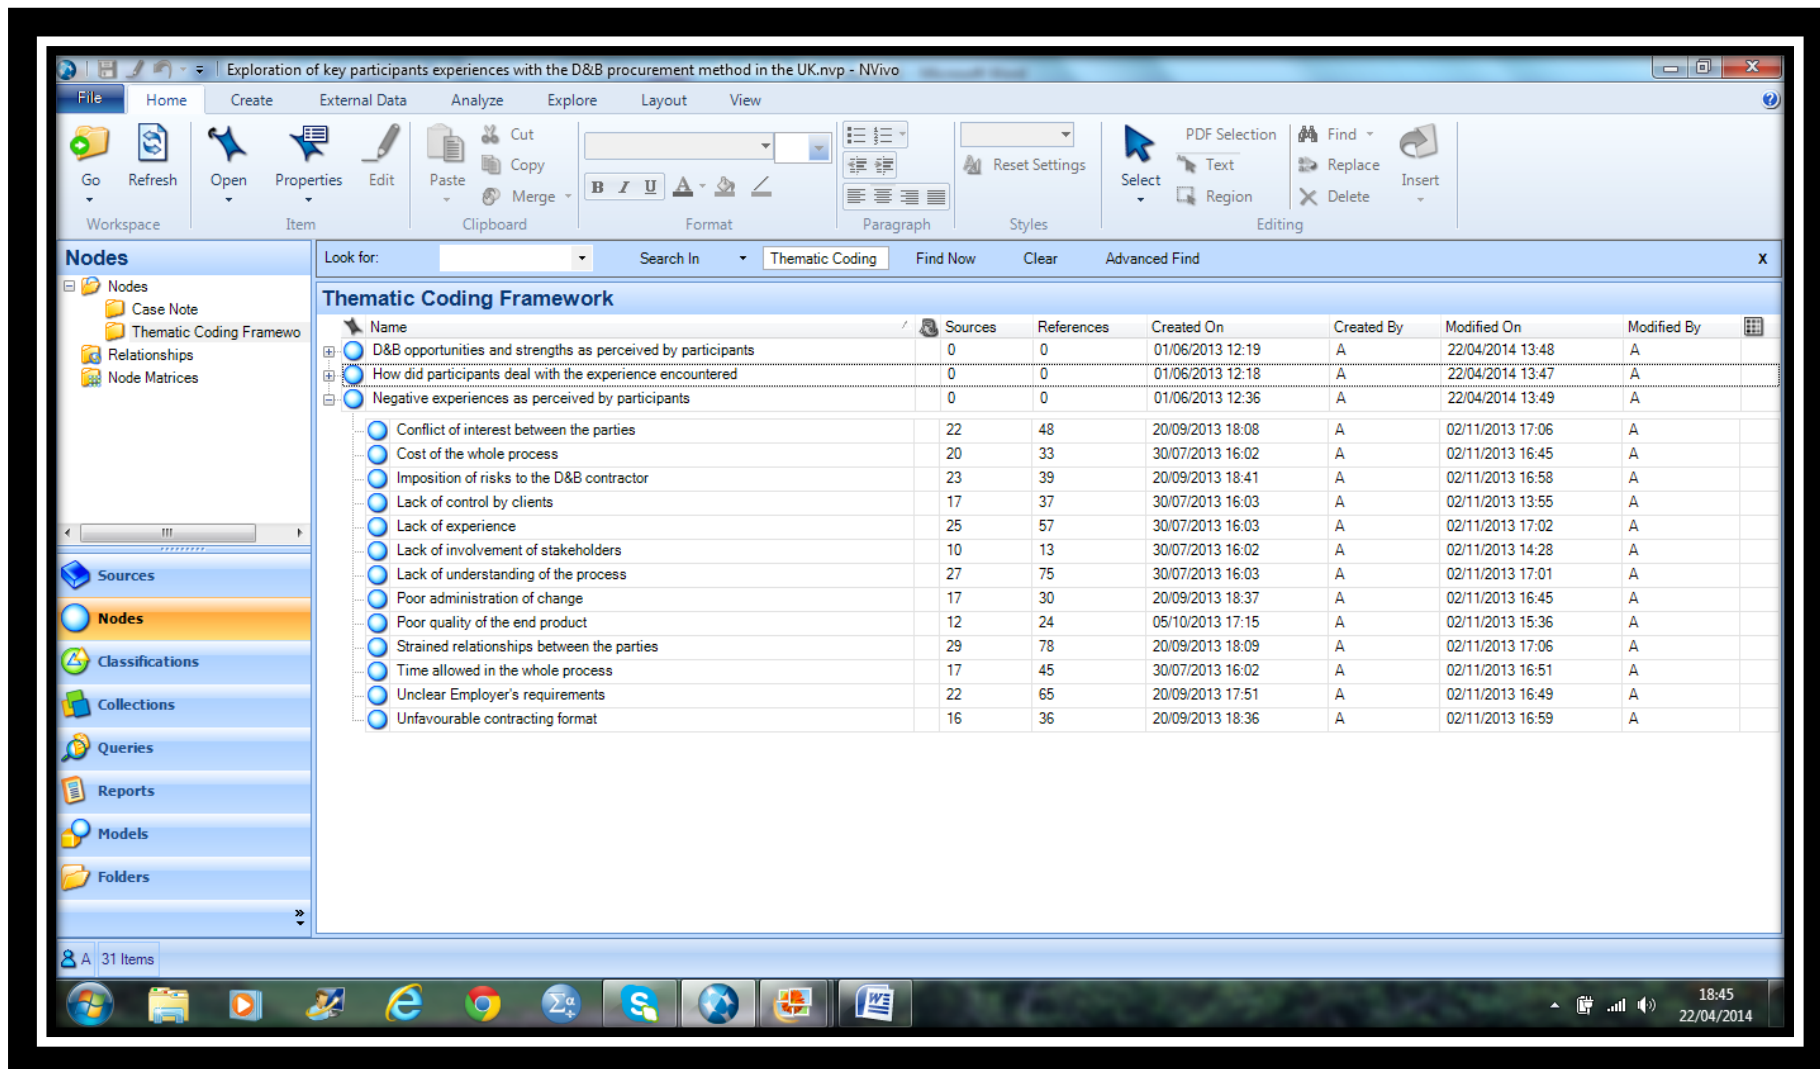 Exploration of key participants experiences with the D&B procurement method in the UK.nvp - NVivo
File Home Create External Data Analyze Explore Layout View
Go Refresh Open Properties Edit Paste Cut Copy Merge
B I U A
Reset Settings
Select PDF Selection Text Region
Find Replace Delete Insert
Workspace Item Clipboard Format Paragraph Styles Editing
Nodes
Look for: Search In Thematic Coding Find Now Clear Advanced Find X
Nodes
Case Note
Thematic Coding Framewo
Relationships
Node Matrices
Sources
Nodes
Classifications
Collections
Queries
Reports
Models
Folders
Thematic Coding Framework
Name Sources References Created On Created By Modified On Modified By
D&B opportunities and strengths as perceived by participants 0 0 01/06/2013 12:19 A 22/04/2014 13:48 A
How did participants deal with the experience encountered 0 0 01/06/2013 12:18 A 22/04/2014 13:47 A
Negative experiences as perceived by participants 0 0 01/06/2013 12:36 A 22/04/2014 13:49 A
Conflict of interest between the parties 22 48 20/09/2013 18:08 A 02/11/2013 17:06 A
Cost of the whole process 20 33 30/07/2013 16:02 A 02/11/2013 16:45 A
Imposition of risks to the D&B contractor 23 39 20/09/2013 18:41 A 02/11/2013 16:58 A
Lack of control by clients 17 37 30/07/2013 16:03 A 02/11/2013 13:55 A
Lack of experience 25 57 30/07/2013 16:03 A 02/11/2013 17:02 A
Lack of involvement of stakeholders 10 13 30/07/2013 16:02 A 02/11/2013 14:28 A
Lack of understanding of the process 27 75 30/07/2013 16:03 A 02/11/2013 17:01 A
Poor administration of change 17 30 20/09/2013 18:37 A 02/11/2013 16:45 A
Poor quality of the end product 12 24 05/10/2013 17:15 A 02/11/2013 15:36 A
Strained relationships between the parties 29 78 20/09/2013 18:09 A 02/11/2013 17:06 A
Time allowed in the whole process 17 45 30/07/2013 16:02 A 02/11/2013 16:51 A
Unclear Employer's requirements 22 65 20/09/2013 17:51 A 02/11/2013 16:49 A
Unfavourable contracting format 16 36 20/09/2013 18:36 A 02/11/2013 16:59 A
A 31 Items
18:45
22/04/2014